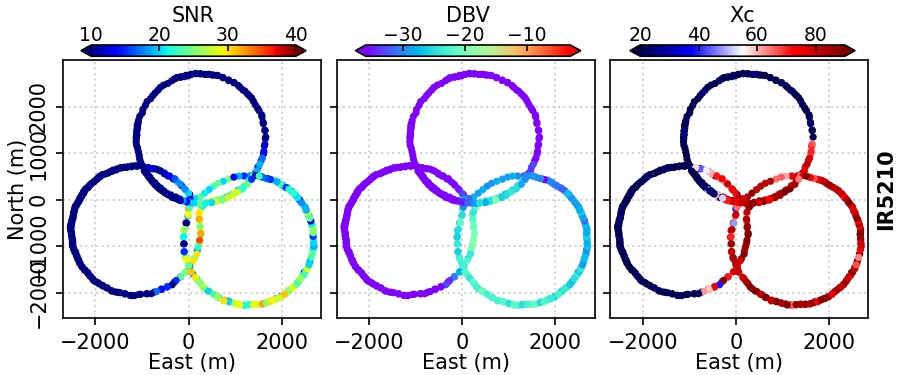 SNR DBV Xc
10 20 30 40 −30 −20 −10 20 40 60 80
North (m)
2000
1000
0
−1000
−2000
−2000 0 2000 −2000 0 2000 −2000 0 2000
East (m) East (m) East (m)
IR5210